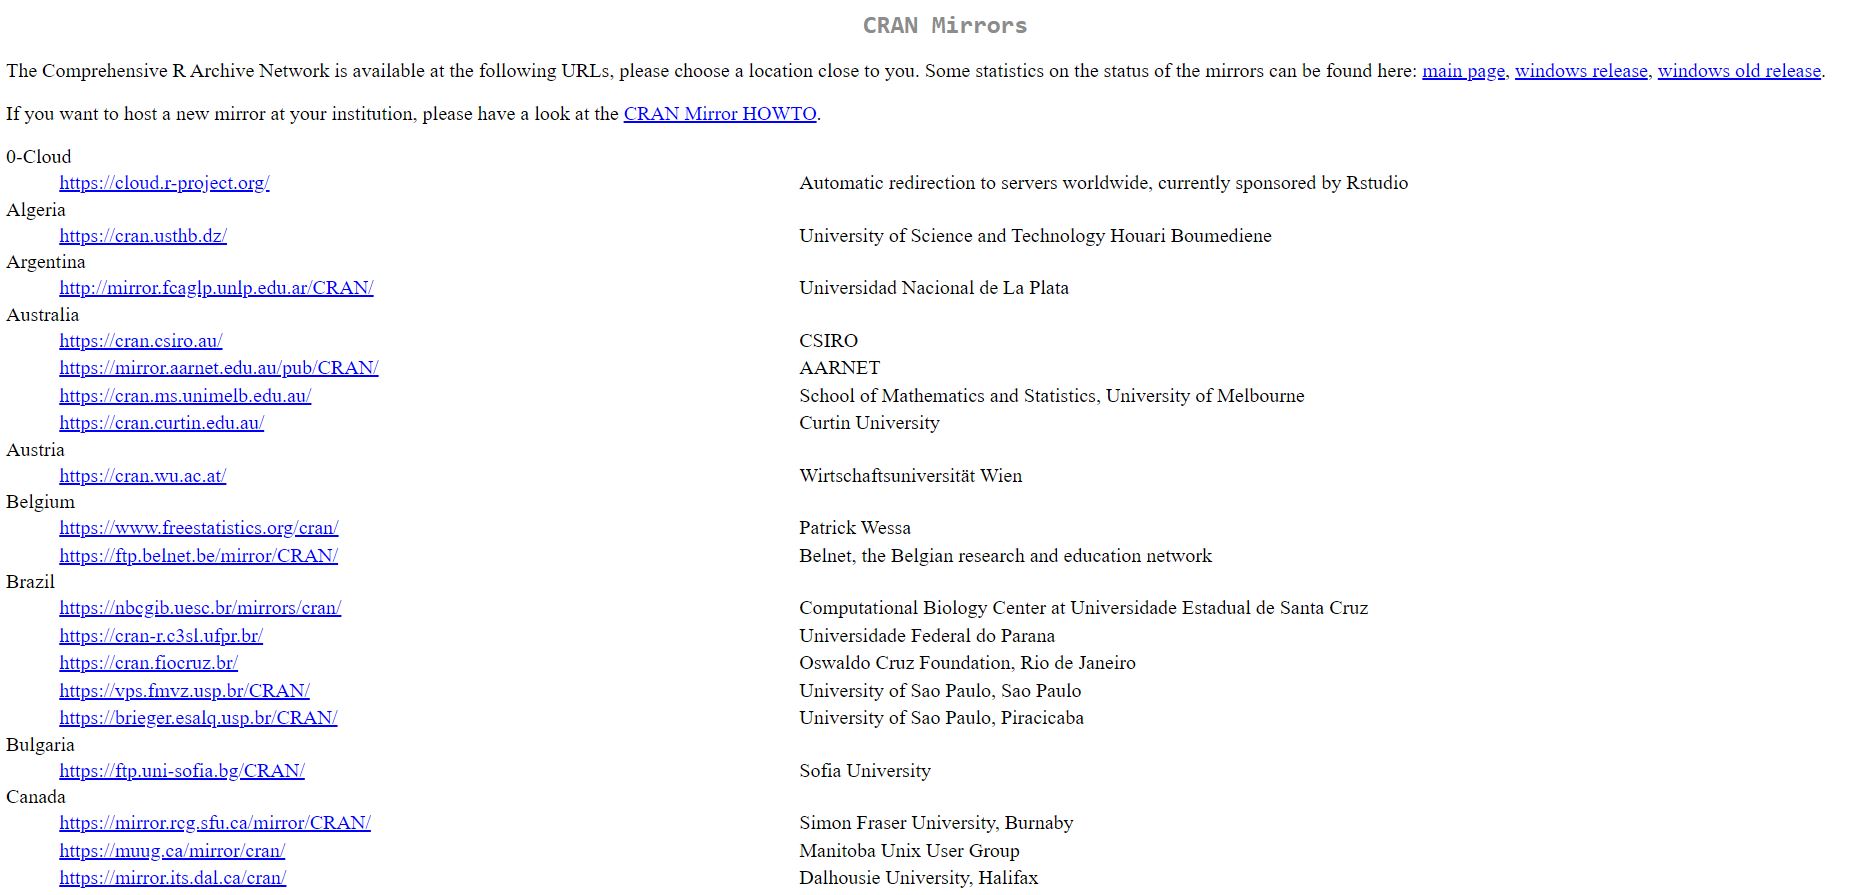 CRAN Mirrors
The Comprehensive R Archive Network is available at the following URLs, please choose a location close to you. Some statistics on the status of the mirrors can be found here: main page, windows release, windows old release.
If you want to host a new mirror at your institution, please have a look at the CRAN Mirror HOWTO.
0-Cloud
https://cloud.r-project.org/ Automatic redirection to servers worldwide, currently sponsored by Rstudio
Algeria
https://cran.usthb.dz/ University of Science and Technology Houari Boumediene
Argentina
http://mirror.fcaglp.unlp.edu.ar/CRAN/ Universidad Nacional de La Plata
Australia
https://cran.csiro.au/ CSIRO
https://mirror.aarnet.edu.au/pub/CRAN/ AARNET
https://cran.ms.unimelb.edu.au/ School of Mathematics and Statistics, University of Melbourne
https://cran.curtin.edu.au/ Curtin University
Austria
https://cran.wu.ac.at/ Wirtschaftsuniversität Wien
Belgium
https://www.freestatistics.org/cran/ Patrick Wessa
https://ftp.belnet.be/mirror/CRAN/ Belnet, the Belgian research and education network
Brazil
https://nbcgib.uesc.br/mirrors/cran/ Computational Biology Center at Universidade Estadual de Santa Cruz
https://cran-r.c3sl.ufpr.br/ Universidade Federal do Parana
https://cran.fiocruz.br/ Oswaldo Cruz Foundation, Rio de Janeiro
https://vps.fmvz.usp.br/CRAN/ University of Sao Paulo, Sao Paulo
https://brieger.esalq.usp.br/CRAN/ University of Sao Paulo, Piracicaba
Bulgaria
https://ftp.uni-sofia.bg/CRAN/ Sofia University
Canada
https://mirror.rcg.sfu.ca/mirror/CRAN/ Simon Fraser University, Burnaby
https://muug.ca/mirror/cran/ Manitoba Unix User Group
https://mirror.its.dal.ca/cran/ Dalhousie University, Halifax